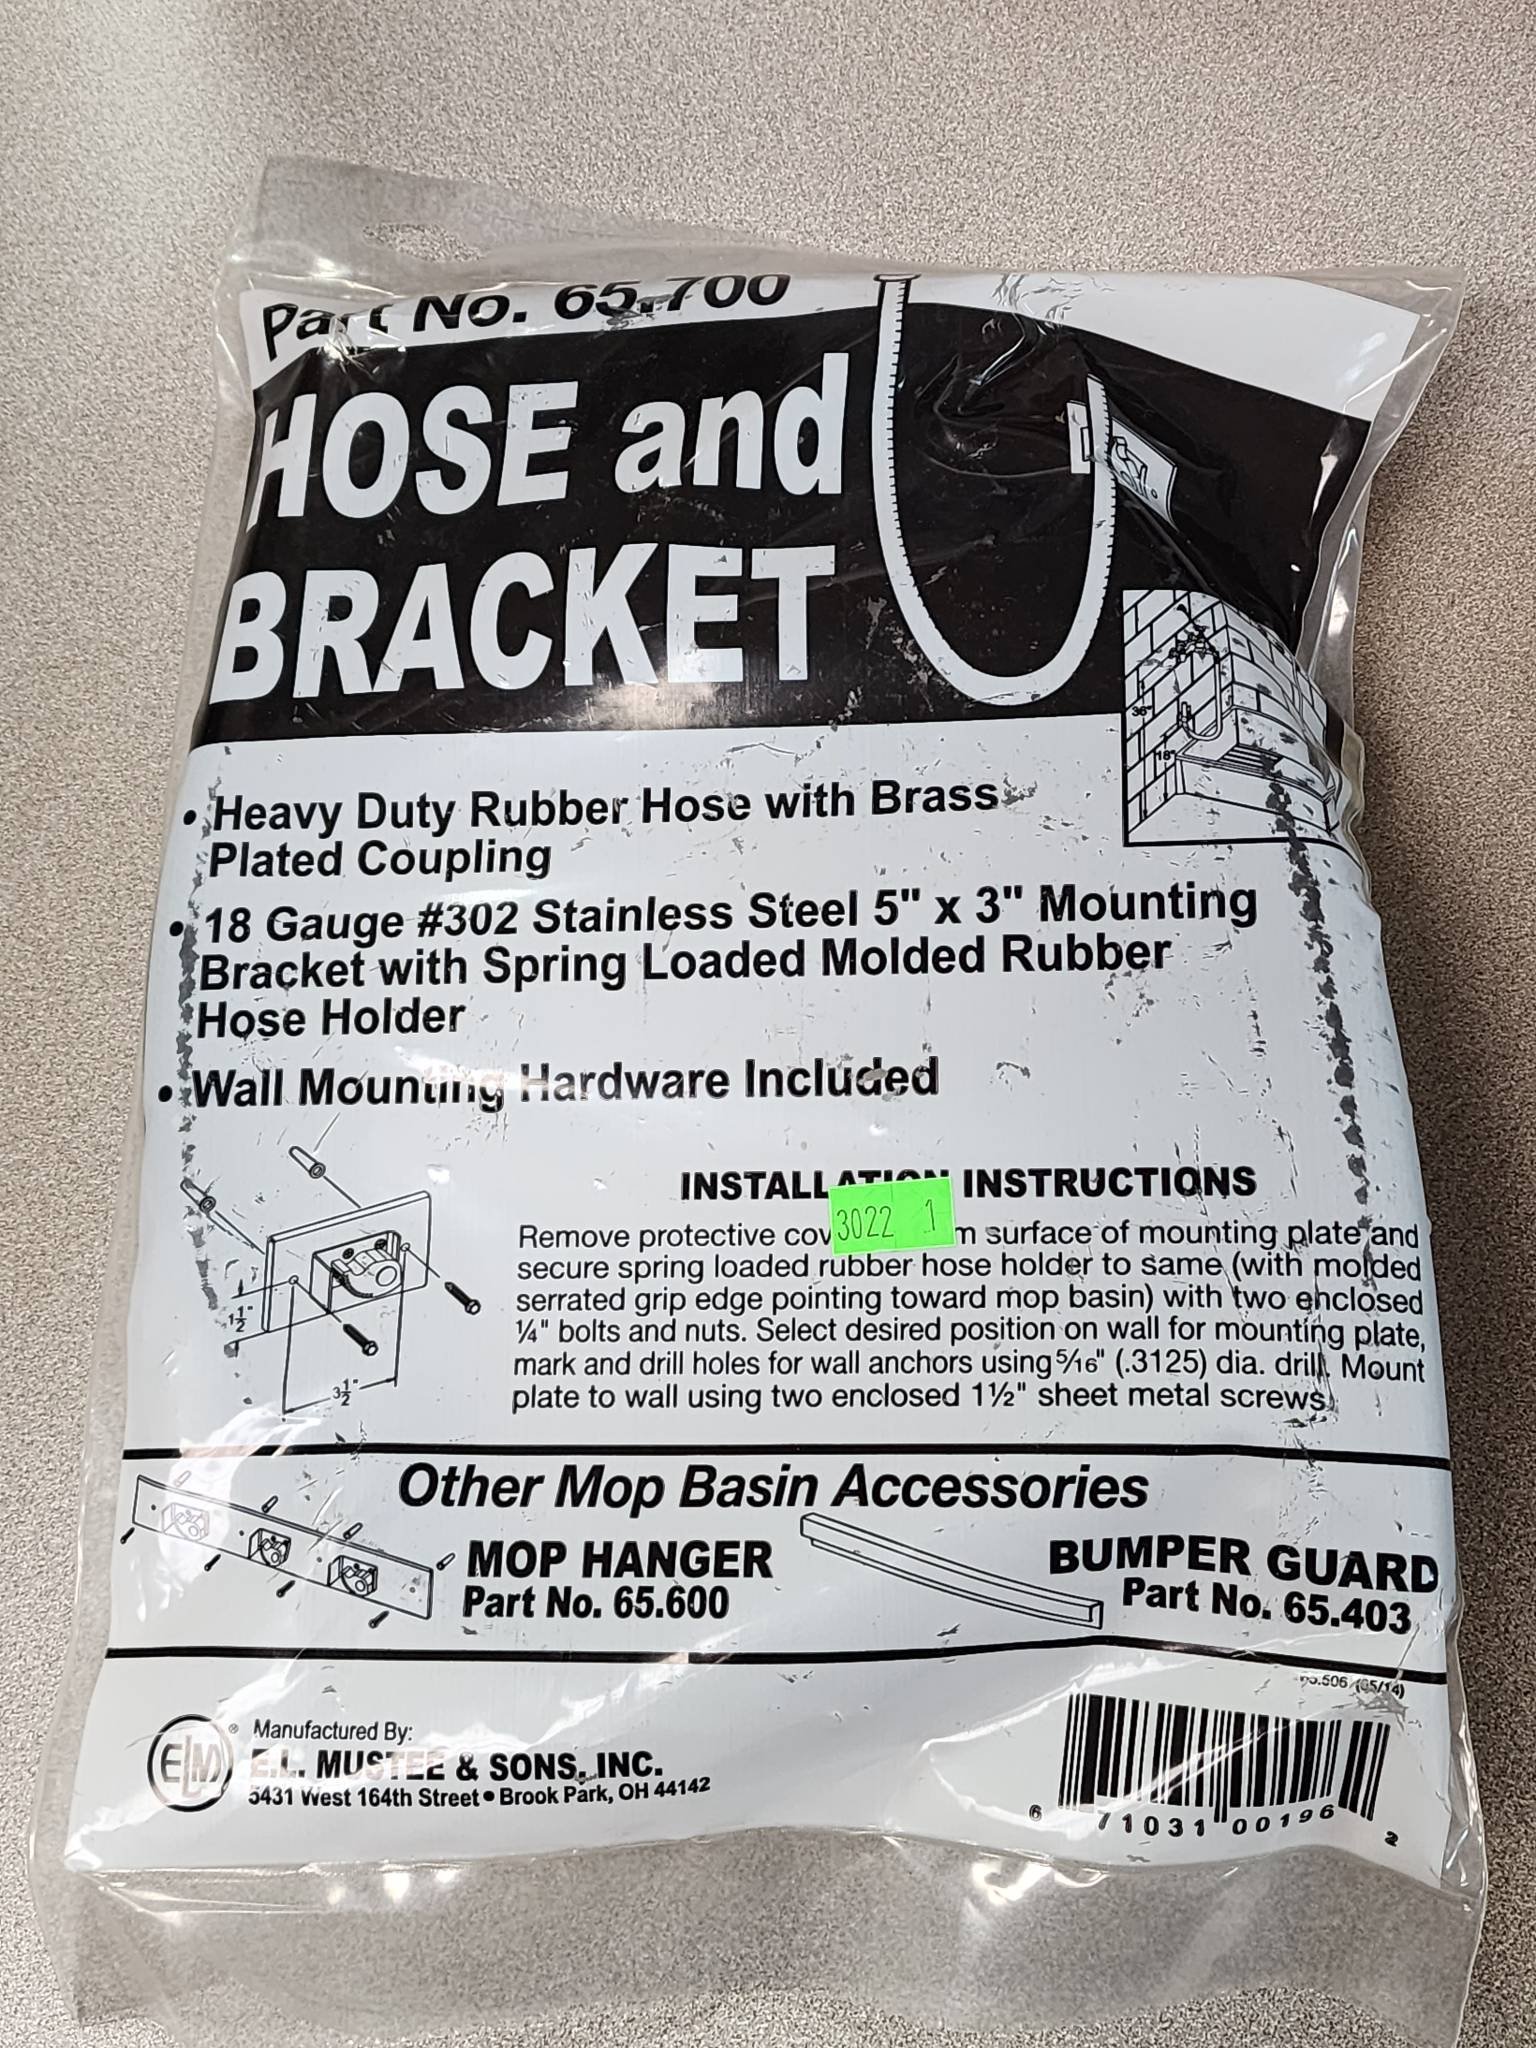 Part No. 65.700
HOSE and
BRACKET
36"
18"
• Heavy Duty Rubber Hose with Brass
Plated Coupling
• 18 Gauge #302 Stainless Steel 5" x 3" Mounting
Bracket with Spring Loaded Molded Rubber
Hose Holder
• Wall Mounting Hardware Included
1½"
3½"
INSTALLATION INSTRUCTIONS
3022 1
Remove protective m surface of mounting plate and
secure spring loaded rubber hose holder to same (with molded
serrated grip edge pointing toward mop basin) with two enclosed
¼" bolts and nuts. Select desired position on wall for mounting plate,
mark and drill holes for wall anchors using 5/16" (.3125) dia. drill. Mount
plate to wall using two enclosed 1½" sheet metal screws.
Other Mop Basin Accessories
MOP HANGER
Part No. 65.600
BUMPER GUARD
Part No. 65.403
(05/14)
ELM ®
Manufactured By:
E.L. MUSTEE & SONS, INC.
5431 West 164th Street • Brook Park, OH 44142
6 71031 00196 2